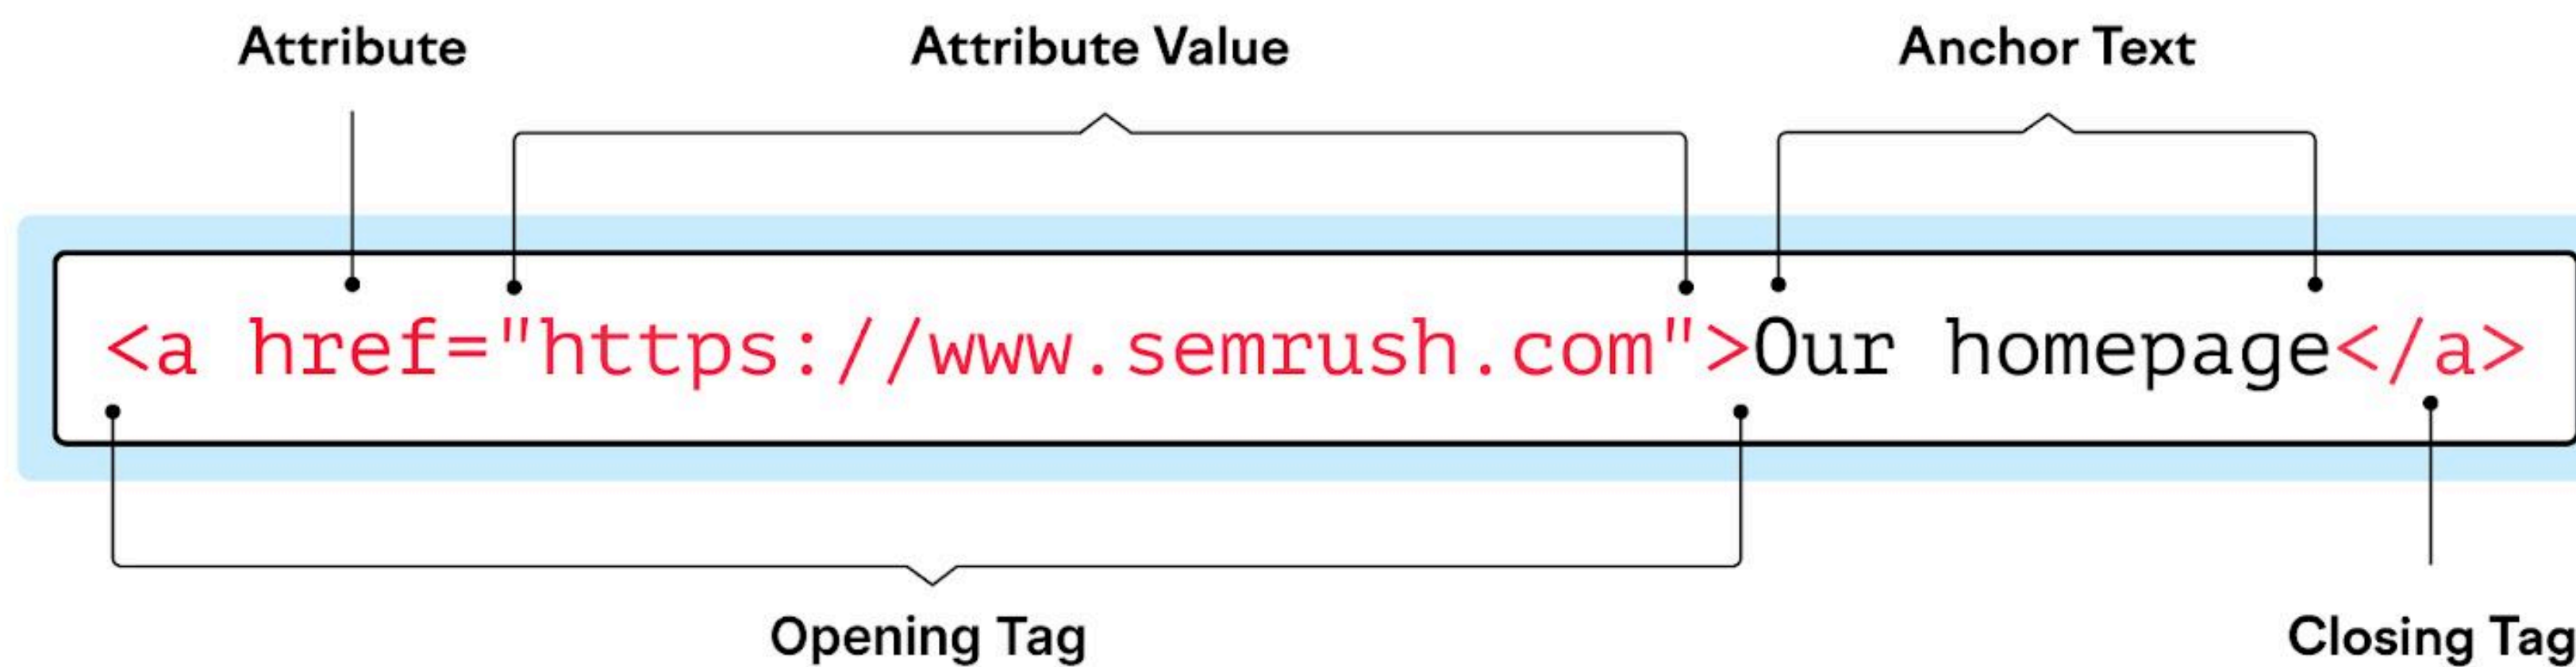 Attribute
Attribute Value
Anchor Text
<a href="https://www.semrush.com">Our homepage</a>
Opening Tag
Closing Tag